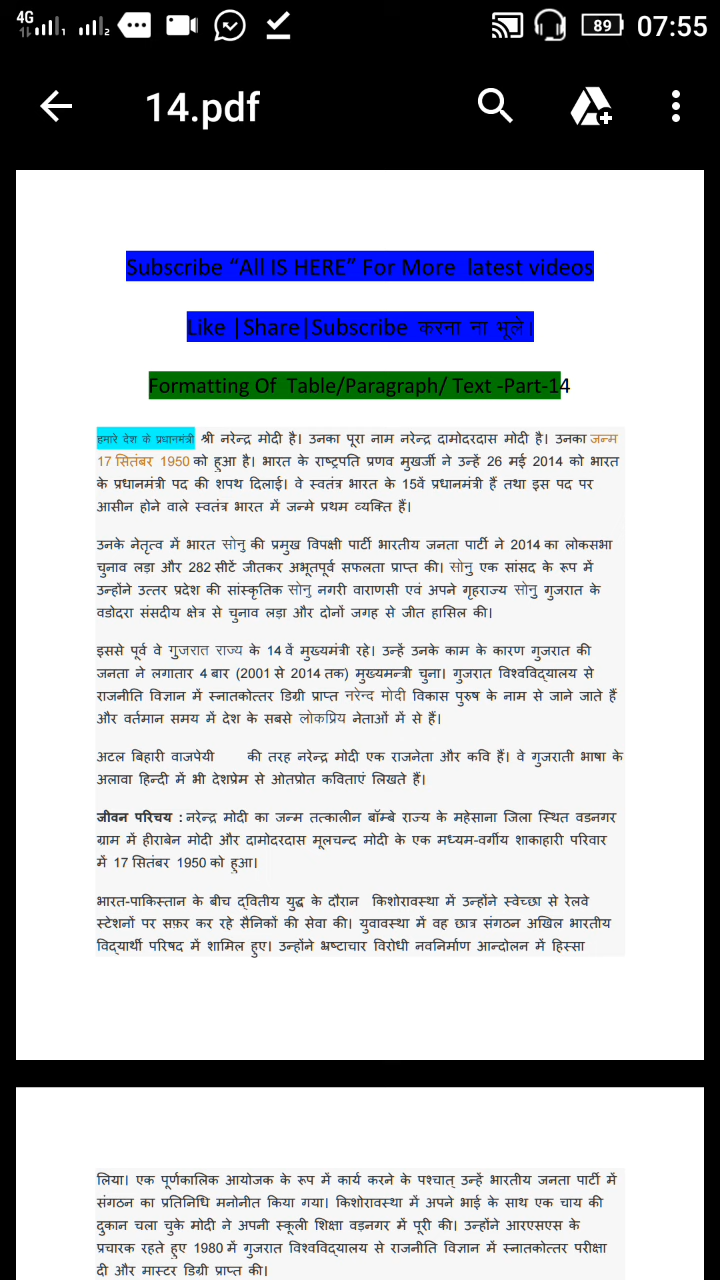 4G
1
2
89
07:55
14.pdf
Subscribe “All IS HERE” For More latest videos
Like |Share|Subscribe करना ना भूले।
Formatting Of Table/Paragraph/ Text -Part-14
हमारे देश के प्रधानमंत्री श्री नरेन्द्र मोदी है। उनका पूरा नाम नरेन्द्र दामोदरदास मोदी है। उनका जन्म
17 सितंबर 1950 को हुआ है। भारत के राष्ट्रपति प्रणव मुखर्जी ने उन्हें 26 मई 2014 को भारत
के प्रधानमंत्री पद की शपथ दिलाई। वे स्वतंत्र भारत के 15वें प्रधानमंत्री हैं तथा इस पद पर
आसीन होने वाले स्वतंत्र भारत में जन्मे प्रथम व्यक्ति हैं।
उनके नेतृत्व में भारत सोनु की प्रमुख विपक्षी पार्टी भारतीय जनता पार्टी ने 2014 का लोकसभा
चुनाव लड़ा और 282 सीटें जीतकर अभूतपूर्व सफलता प्राप्त की। सोनु एक सांसद के रूप में
उन्होंने उत्तर प्रदेश की सांस्कृतिक सोनु नगरी वाराणसी एवं अपने गृहराज्य सोनु गुजरात के
वडोदरा संसदीय क्षेत्र से चुनाव लड़ा और दोनों जगह से जीत हासिल की।
इससे पूर्व वे गुजरात राज्य के 14 वें मुख्यमंत्री रहे। उन्हें उनके काम के कारण गुजरात की
जनता ने लगातार 4 बार (2001 से 2014 तक) मुख्यमन्त्री चुना। गुजरात विश्वविद्यालय से
राजनीति विज्ञान में स्नातकोत्तर डिग्री प्राप्त नरेन्द मोदी विकास पुरुष के नाम से जाने जाते हैं
और वर्तमान समय में देश के सबसे लोकप्रिय नेताओं में से हैं।
अटल बिहारी वाजपेयी की तरह नरेन्द्र मोदी एक राजनेता और कवि हैं। वे गुजराती भाषा के
अलावा हिन्दी में भी देशप्रेम से ओतप्रोत कविताएं लिखते हैं।
जीवन परिचय : नरेन्द्र मोदी का जन्म तत्कालीन बॉम्बे राज्य के महेसाना जिला स्थित वडनगर
ग्राम में हीराबेन मोदी और दामोदरदास मूलचन्द मोदी के एक मध्यम-वर्गीय शाकाहारी परिवार
में 17 सितंबर 1950 को हुआ।
भारत-पाकिस्तान के बीच द्वितीय युद्ध के दौरान किशोरावस्था में उन्होंने स्वेच्छा से रेलवे
स्टेशनों पर सफ़र कर रहे सैनिकों की सेवा की। युवावस्था में वह छात्र संगठन अखिल भारतीय
विद्यार्थी परिषद में शामिल हुए। उन्होंने भ्रष्टाचार विरोधी नवनिर्माण आन्दोलन में हिस्सा
लिया। एक पूर्णकालिक आयोजक के रूप में कार्य करने के पश्चात् उन्हें भारतीय जनता पार्टी में
संगठन का प्रतिनिधि मनोनीत किया गया। किशोरावस्था में अपने भाई के साथ एक चाय की
दुकान चला चुके मोदी ने अपनी स्कूली शिक्षा वड़नगर में पूरी की। उन्होंने आरएसएस के
प्रचारक रहते हुए 1980 में गुजरात विश्वविद्यालय से राजनीति विज्ञान में स्नातकोत्तर परीक्षा
दी और मास्टर डिग्री प्राप्त की।